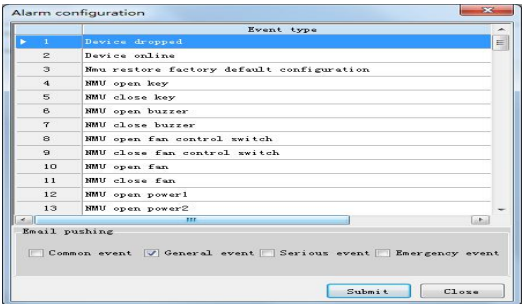 Alarm configuration
Event type
1 Device dropped
2 Device online
3 Nmu restore factory default configuration
4 NMU open key
5 NMU close key
6 NMU open buzzer
7 NMU close buzzer
8 NMU open fan control switch
9 NMU close fan control switch
10 NMU open fan
11 NMU close fan
12 NMU open power1
13 NMU open power2
Email pushing
Common event General event Serious event Emergency event
Submit Close